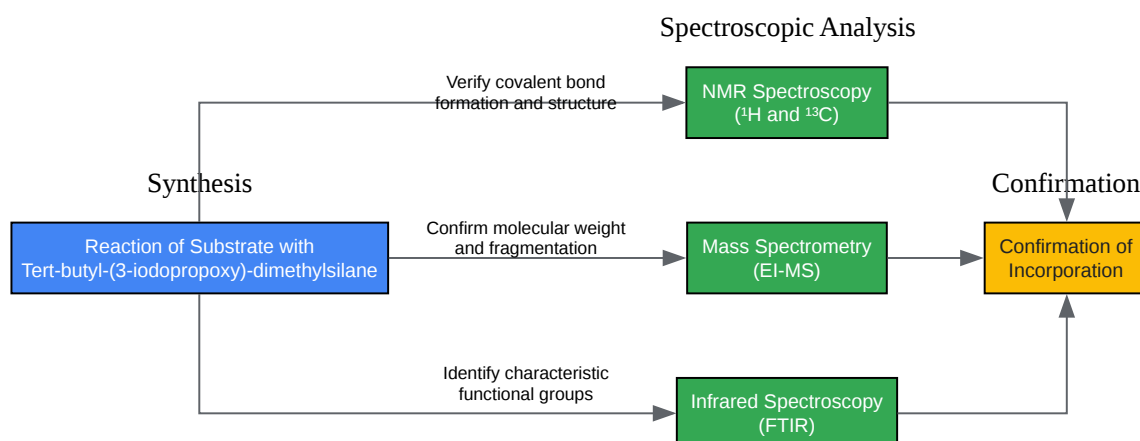 Spectroscopic Analysis
Verify covalent bond
formation and structure
NMR Spectroscopy
(¹H and ¹³C)
Synthesis
Confirmation
Reaction of Substrate with
Tert-butyl-(3-iodopropoxy)-dimethylsilane
Confirm molecular weight
and fragmentation
Mass Spectrometry
(EI-MS)
Confirmation of
Incorporation
Identify characteristic
functional groups
Infrared Spectroscopy
(FTIR)